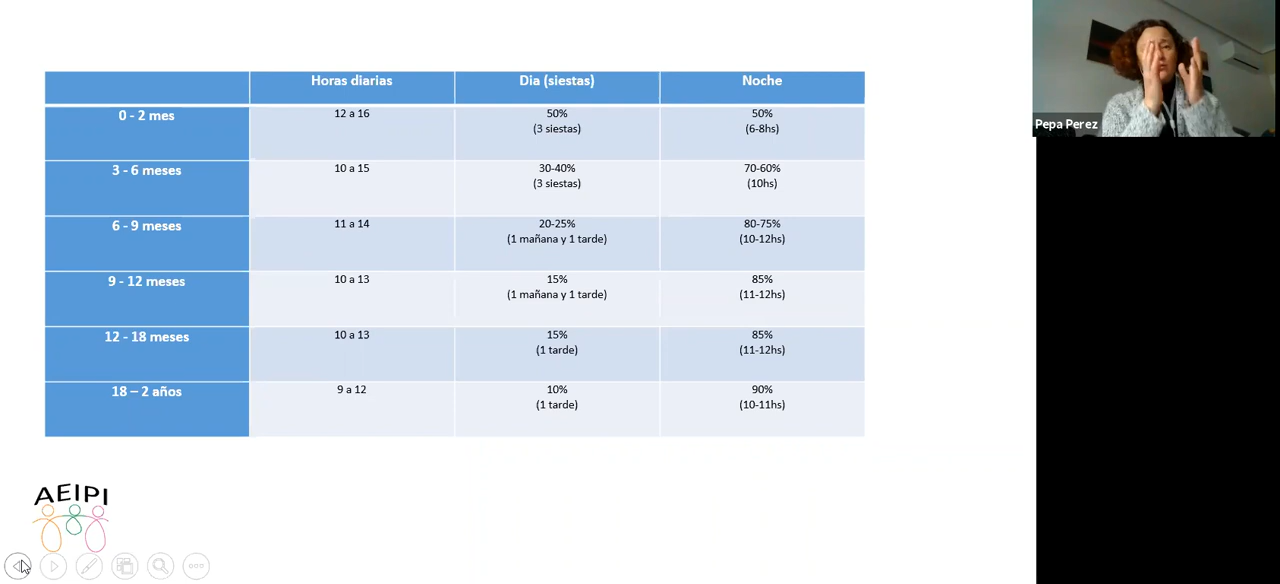 Horas diarias
Dia (siestas)
Noche
0 - 2 mes
12 a 16
50%
(3 siestas)
50%
(6-8hs)
3 - 6 meses
10 a 15
30-40%
(3 siestas)
70-60%
(10hs)
6 - 9 meses
11 a 14
20-25%
(1 mañana y 1 tarde)
80-75%
(10-12hs)
9 - 12 meses
10 a 13
15%
(1 mañana y 1 tarde)
85%
(11-12hs)
12 - 18 meses
10 a 13
15%
(1 tarde)
85%
(11-12hs)
18 – 2 años
9 a 12
10%
(1 tarde)
90%
(10-11hs)
AEIPI
Pepa Perez